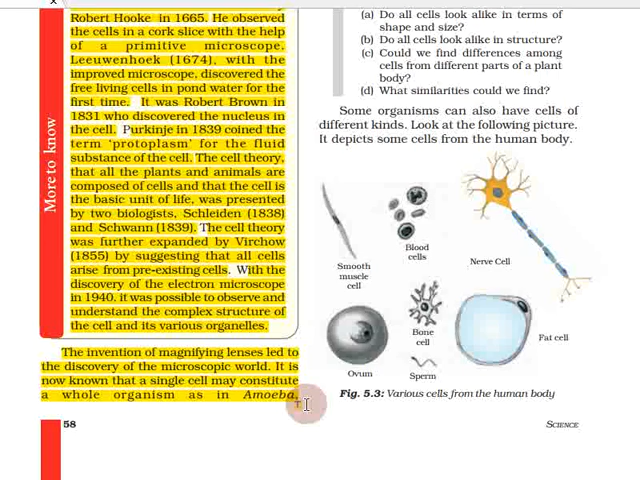 More to know
Robert Hooke in 1665. He observed
the cells in a cork slice with the help
of a primitive microscope.
Leeuwenhoek (1674), with the
improved microscope, discovered the
free living cells in pond water for the
first time. It was Robert Brown in
1831 who discovered the nucleus in
the cell. Purkinje in 1839 coined the
term 'protoplasm' for the fluid
substance of the cell. The cell theory,
that all the plants and animals are
composed of cells and that the cell is
the basic unit of life, was presented
by two biologists, Schleiden (1838)
and Schwann (1839). The cell theory
was further expanded by Virchow
(1855) by suggesting that all cells
arise from pre-existing cells. With the
discovery of the electron microscope
in 1940, it was possible to observe and
understand the complex structure of
the cell and its various organelles.
The invention of magnifying lenses led to
the discovery of the microscopic world. It is
now known that a single cell may constitute
a whole organism as in Amoeba,
58
(a) Do all cells look alike in terms of
shape and size?
(b) Do all cells look alike in structure?
(c) Could we find differences among
cells from different parts of a plant
body?
(d) What similarities could we find?
Some organisms can also have cells of
different kinds. Look at the following picture.
It depicts some cells from the human body.
Smooth
muscle
cell
Blood
cells
Nerve Cell
Ovum
Bone
cell
Sperm
Fat cell
Fig. 5.3: Various cells from the human body
SCIENCE